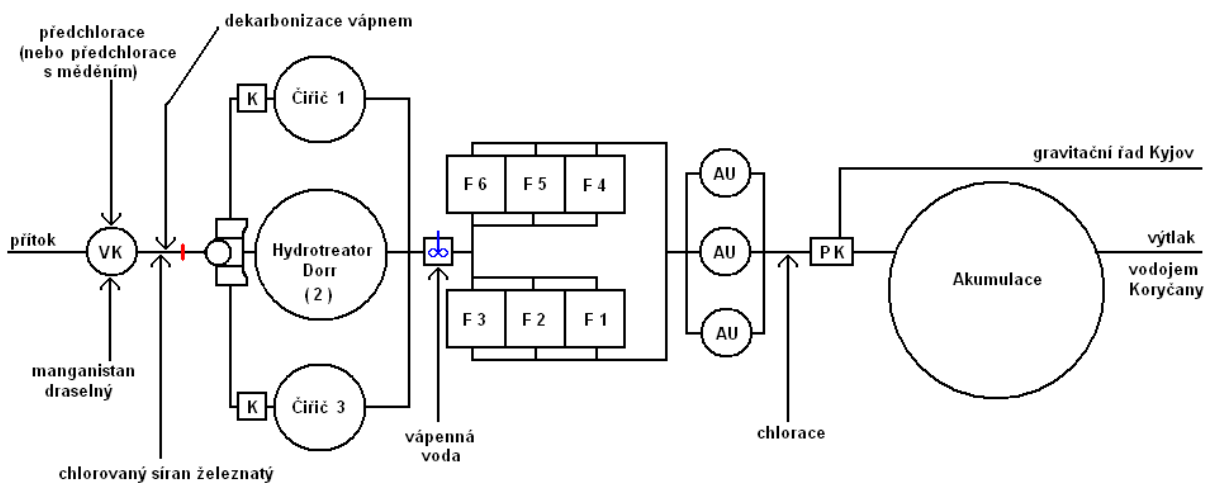 dekarbonizace vápnem
předchlorace
(nebo předchlorace
s měděním)
K
Čiřič 1
gravitační řad Kyjov
F 6
F 5
F 4
AU
přítok
VK
Hydrotreator
Dorr
(2)
AU
PK
Akumulace
výtlak
vodojem
Koryčany
F 3
F 2
F 1
AU
manganistan
draselný
K
Čiřič 3
vápenná
voda
chlorace
chlorovaný síran železnatý